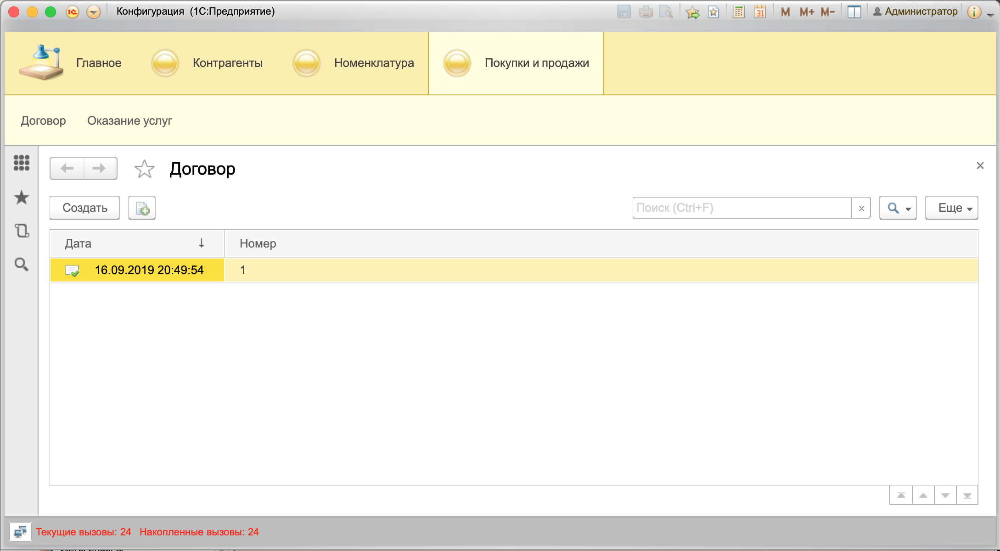 Конфигурация (1С:Предприятие)
31 M M+ M- Администратор
Главное Контрагенты Номенклатура Покупки и продажи
Договор Оказание услуг
Договор
Создать Поиск (Ctrl+F) × Еще
Дата ↓ Номер
16.09.2019 20:49:54 1
Текущие вызовы: 24 Накопленные вызовы: 24